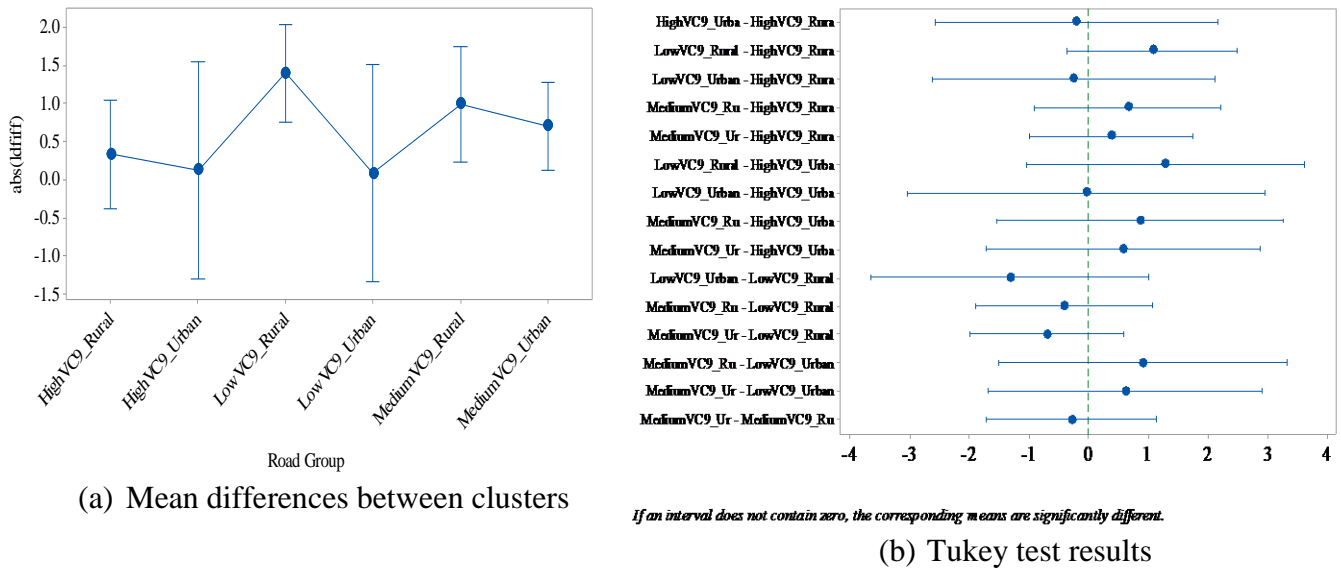 2.0
1.5
1.0
0.5
0.0
-0.5
-1.0
-1.5
abs(ldfiff)
HighVC9_Rural
HighVC9_Urban
LowVC9_Rural
LowVC9_Urban
MediumVC9_Rural
MediumVC9_Urban
Road Group
(a) Mean differences between clusters
HighVC9_Urba - HighVC9_Rura
LowVC9_Rural - HighVC9_Rura
LowVC9_Urban - HighVC9_Rura
MediumVC9_Ru - HighVC9_Rura
MediumVC9_Ur - HighVC9_Rura
LowVC9_Rural - HighVC9_Urba
LowVC9_Urban - HighVC9_Urba
MediumVC9_Ru - HighVC9_Urba
MediumVC9_Ur - HighVC9_Urba
LowVC9_Urban - LowVC9_Rural
MediumVC9_Ru - LowVC9_Rural
MediumVC9_Ur - LowVC9_Rural
MediumVC9_Ru - LowVC9_Urban
MediumVC9_Ur - LowVC9_Urban
MediumVC9_Ur - MediumVC9_Ru
-4 -3 -2 -1 0 1 2 3 4
If an interval does not contain zero, the corresponding means are significantly different.
(b) Tukey test results